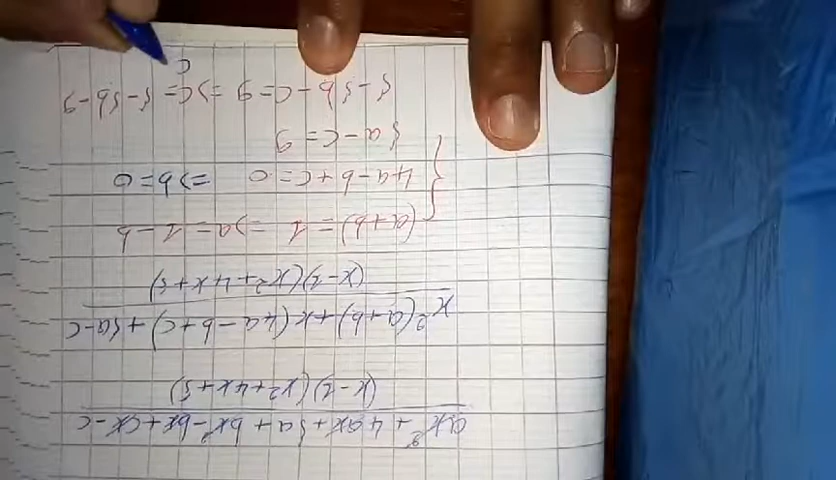 ax² + 4ax + 5a + bx² - bx + cx - c
(x-1)(x²+4x+5)
x²(a+b)+x(4a-b+c)+5a-c
(x-1)(x²+4x+5)
(a+b)=1 => a=1-b
4a-b+c=0 => b=0
5a-c=9
5-5b-c=9 => c=5-5b-9
c